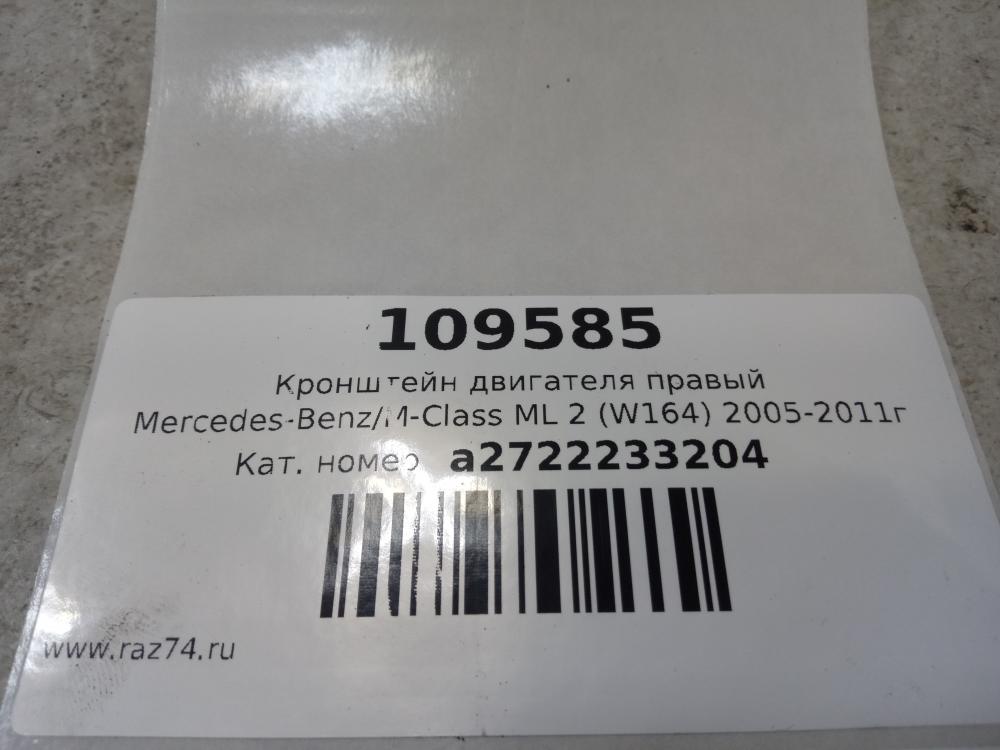 109585
Кронштейн двигателя правый
Mercedes-Benz/M-Class ML 2 (W164) 2005-2011г
Кат. номер a2722233204
www.raz74.ru